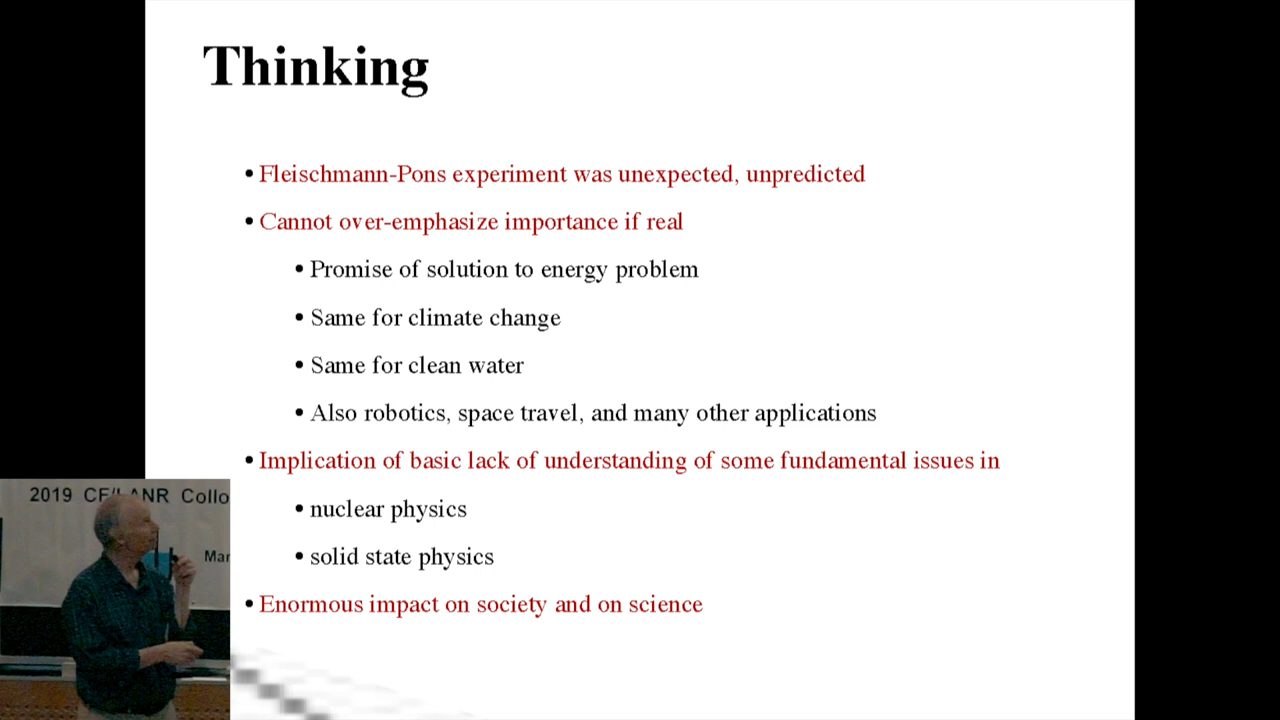 Thinking
• Fleischmann-Pons experiment was unexpected, unpredicted
• Cannot over-emphasize importance if real
• Promise of solution to energy problem
• Same for climate change
• Same for clean water
• Also robotics, space travel, and many other applications
• Implication of basic lack of understanding of some fundamental issues in
• nuclear physics
• solid state physics
• Enormous impact on society and on science
2019 Collo
Mar